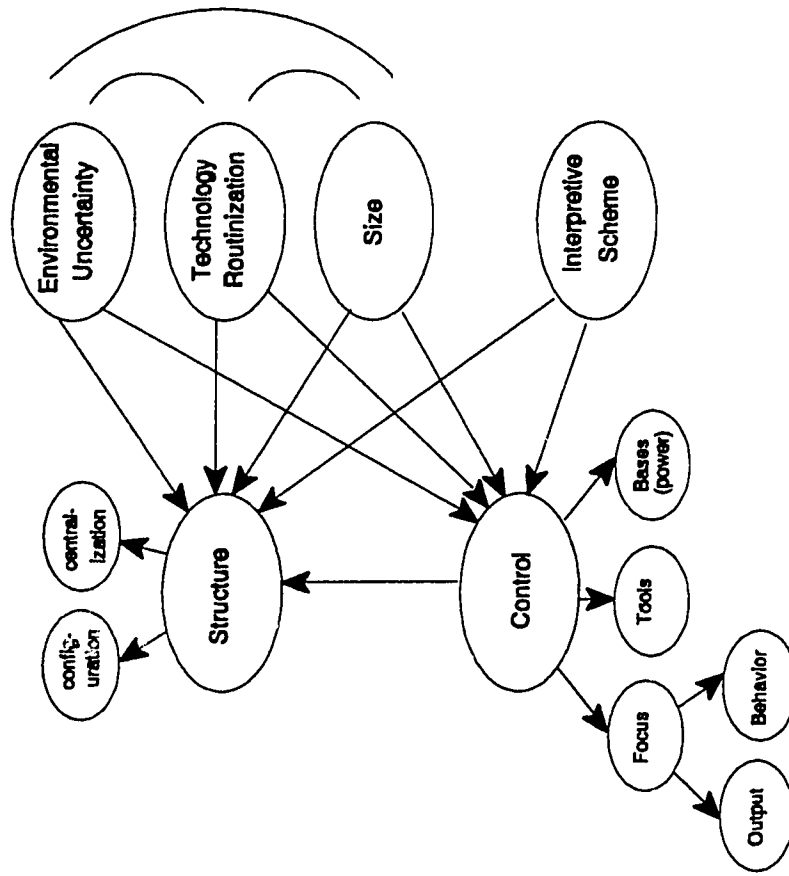 Environmental
Uncertainty
Technology
Routinization
Size
Interpretive
Scheme
config-
uration
central-
ization
Structure
Control
Focus
Tools
Bases
(power)
Output
Behavior